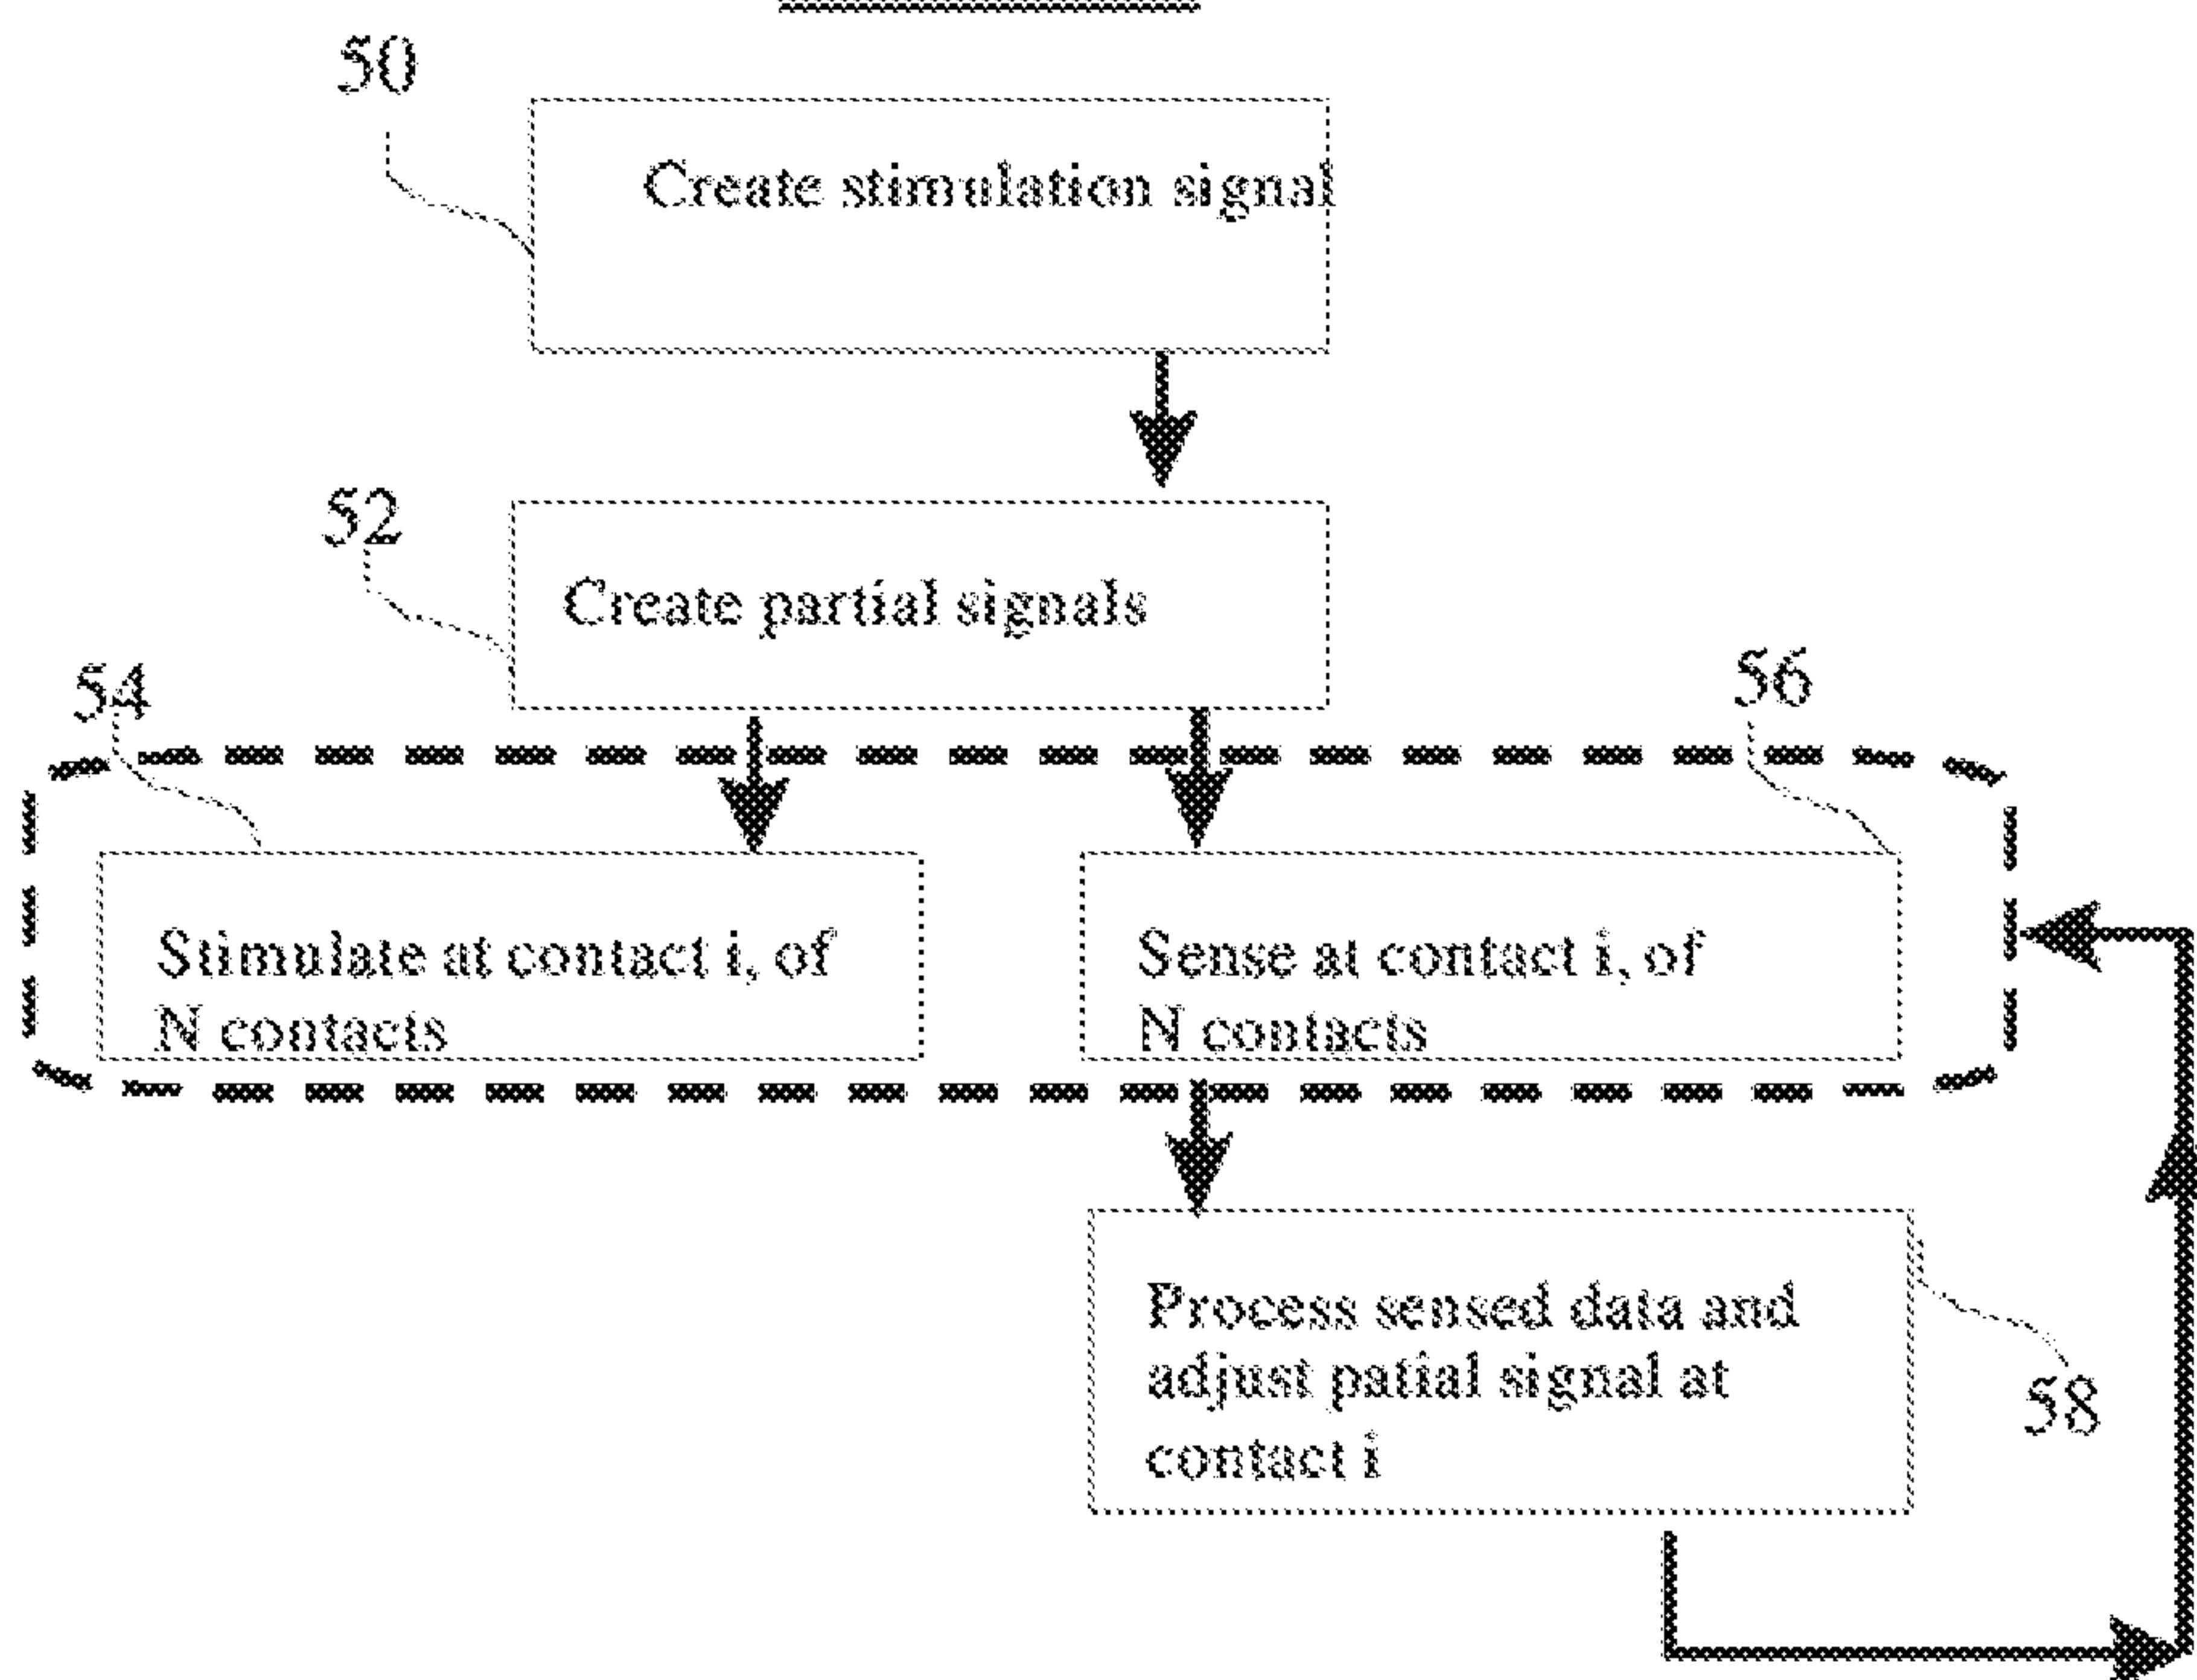 50
Create stimulation signal
52
Create partial signals
54
56
Stimulate at contact i, of
N contacts
Sense at contact i, of
N contacts
Process sensed data and
adjust patial signal at
contact i
58